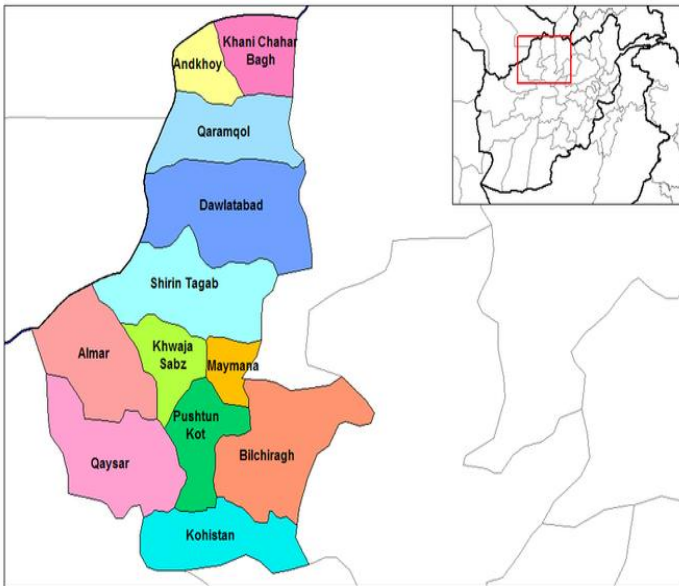 Khani Chahar
Bagh
Andkhoy
Qaramqol
Dawlatabad
Shirin Tagab
Almar
Khwaja
Sabz
Maymana
Pushtun
Kot
Qaysar
Bilchiragh
Kohistan